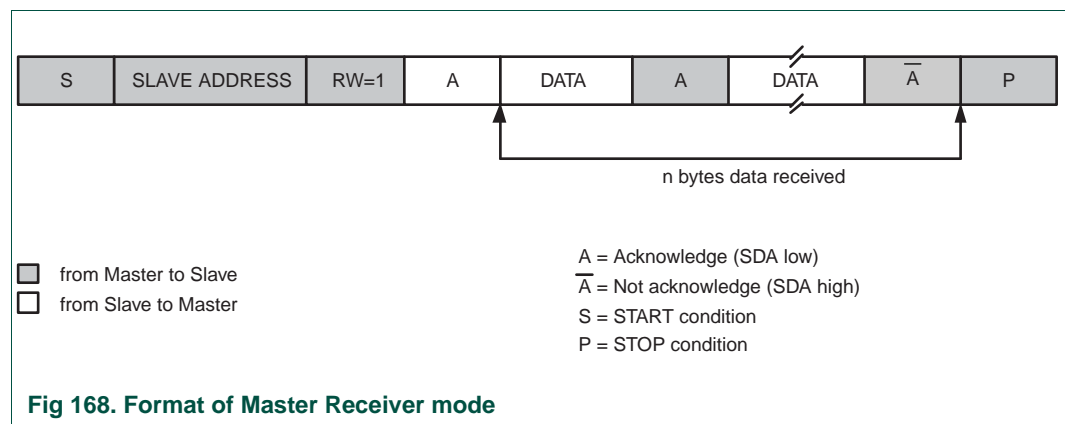 S SLAVE ADDRESS RW=1 A DATA A DATA A̅ P
n bytes data received
from Master to Slave
from Slave to Master
A = Acknowledge (SDA low)
A̅ = Not acknowledge (SDA high)
S = START condition
P = STOP condition
Fig 168. Format of Master Receiver mode